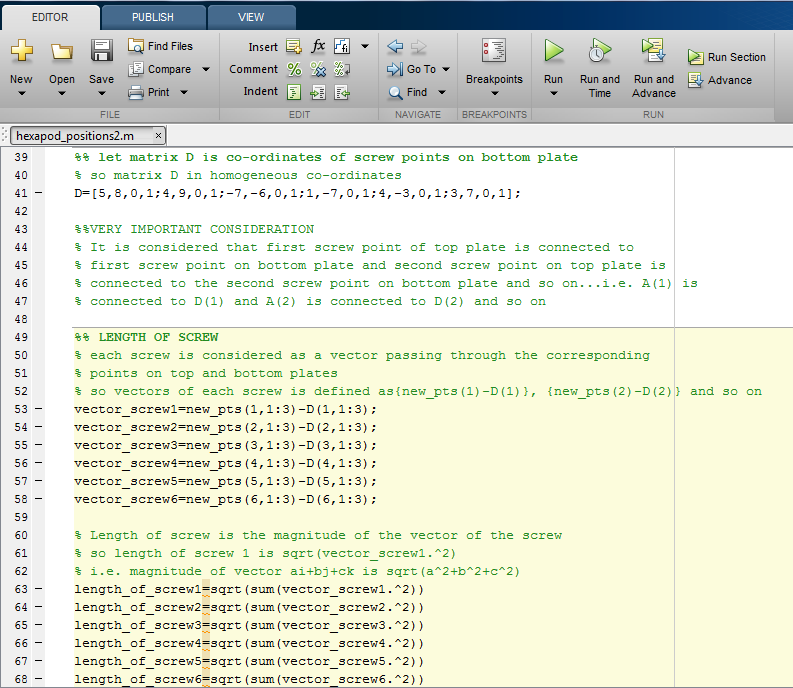 EDITOR PUBLISH VIEW
New Open Save Find Files Compare Print
Insert fx Comment Indent
Go To Find
Breakpoints
Run Run and Time Run and Advance Run Section Advance
FILE EDIT NAVIGATE BREAKPOINTS RUN
hexapod_positions2.m ×
39 %% let matrix D is co-ordinates of screw points on bottom plate
40 % so matrix D in homogeneous co-ordinates
41 – D=[5,8,0,1;4,9,0,1;-7,-6,0,1;1,-7,0,1;4,-3,0,1;3,7,0,1];
42
43 %%VERY IMPORTANT CONSIDERATION
44 % It is considered that first screw point of top plate is connected to
45 % first screw point on bottom plate and second screw point on top plate is
46 % connected to the second screw point on bottom plate and so on...i.e. A(1) is
47 % connected to D(1) and A(2) is connected to D(2) and so on
48
49 %% LENGTH OF SCREW
50 % each screw is considered as a vector passing through the corresponding
51 % points on top and bottom plates
52 % so vectors of each screw is defined as{new_pts(1)-D(1)}, {new_pts(2)-D(2)} and so on
53 – vector_screw1=new_pts(1,1:3)-D(1,1:3);
54 – vector_screw2=new_pts(2,1:3)-D(2,1:3);
55 – vector_screw3=new_pts(3,1:3)-D(3,1:3);
56 – vector_screw4=new_pts(4,1:3)-D(4,1:3);
57 – vector_screw5=new_pts(5,1:3)-D(5,1:3);
58 – vector_screw6=new_pts(6,1:3)-D(6,1:3);
59
60 % Length of screw is the magnitude of the vector of the screw
61 % so length of screw 1 is sqrt(vector_screw1.^2)
62 % i.e. magnitude of vector ai+bj+ck is sqrt(a^2+b^2+c^2)
63 – length_of_screw1=sqrt(sum(vector_screw1.^2))
64 – length_of_screw2=sqrt(sum(vector_screw2.^2))
65 – length_of_screw3=sqrt(sum(vector_screw3.^2))
66 – length_of_screw4=sqrt(sum(vector_screw4.^2))
67 – length_of_screw5=sqrt(sum(vector_screw5.^2))
68 – length_of_screw6=sqrt(sum(vector_screw6.^2))